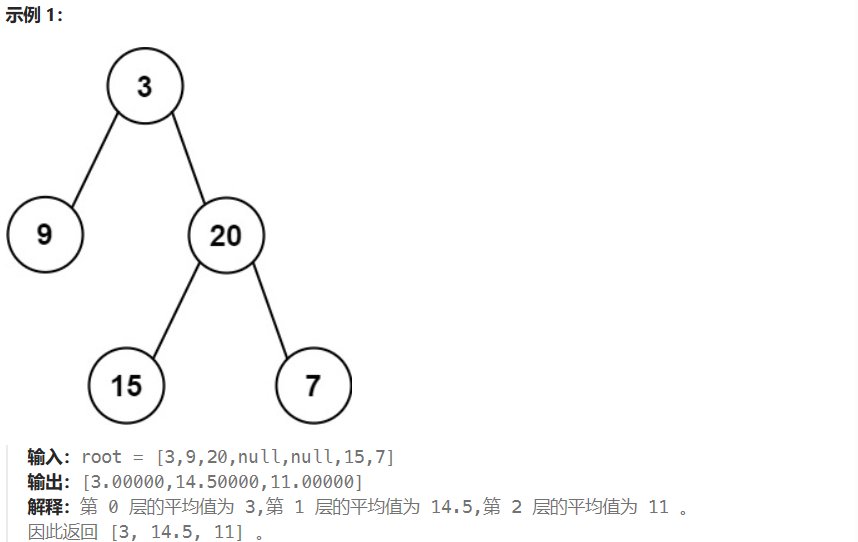 示例 1：
3
9
20
15
7
输入：root = [3,9,20,null,null,15,7]
输出：[3.00000,14.50000,11.00000]
解释：第 0 层的平均值为 3,第 1 层的平均值为 14.5,第 2 层的平均值为 11 。
因此返回 [3, 14.5, 11] 。